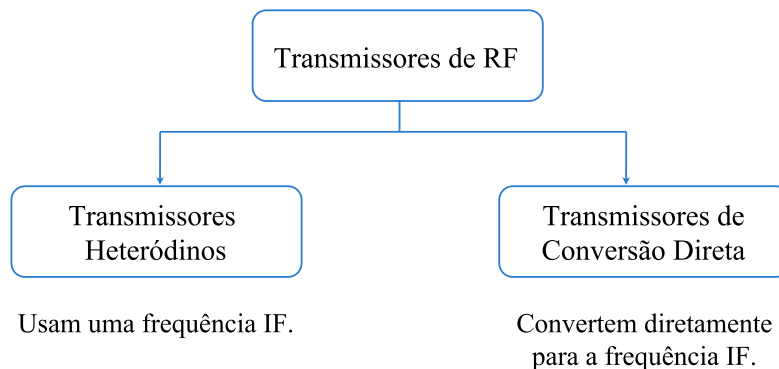 Transmissores de RF
Transmissores
Heteródinos
Transmissores de
Conversão Direta
Usam uma frequência IF.
Convertem diretamente
para a frequência IF.